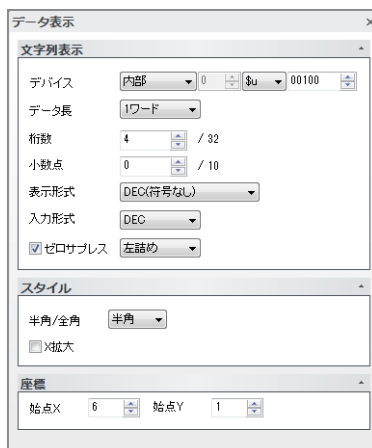 データ表示 ×
文字列表示
デバイス 内部 0 $u 00100
データ長 1ワード
桁数 4 / 32
小数点 0 / 10
表示形式 DEC(符号なし)
入力形式 DEC
ゼロサプレス 左詰め
スタイル
半角/全角 半角
X拡大
座標
始点X 6 始点Y 1